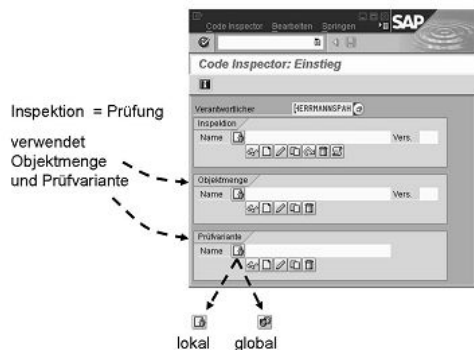 Code Inspector Bearbeiten Springen
SAP
Code Inspector: Einstieg
Verantwortlicher HERRMANNSPAH
Inspektion
Name Vers.
Objektmenge
Name Vers.
Prüfvariante
Name
Inspektion = Prüfung
verwendet
Objektmenge
und Prüfvariante
lokal global